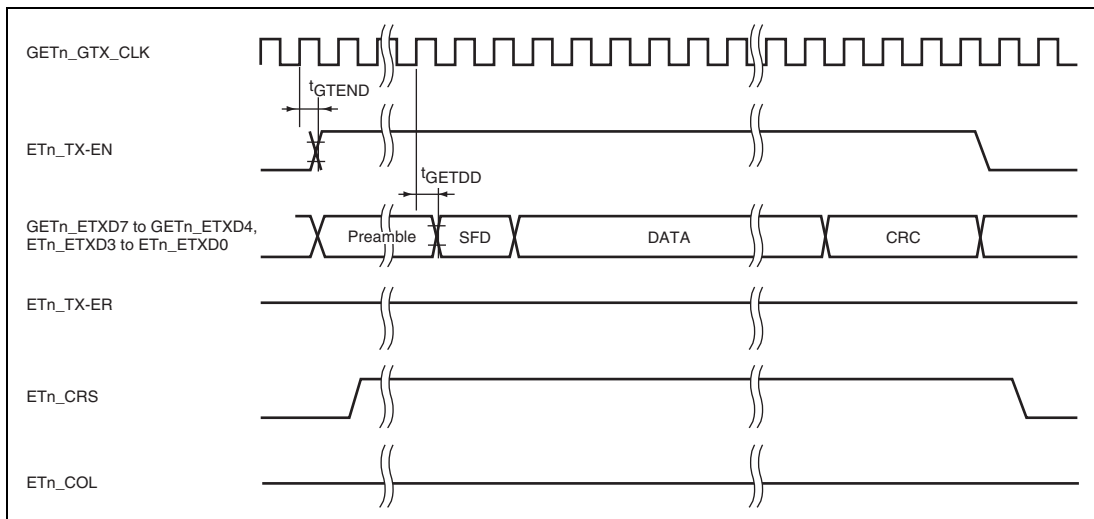 GETn_GTX_CLK
tGTEND
ETn_TX-EN
tGETDD
GETn_ETXD7 to GETn_ETXD4,
ETn_ETXD3 to ETn_ETXD0
Preamble
SFD
DATA
CRC
ETn_TX-ER
ETn_CRS
ETn_COL